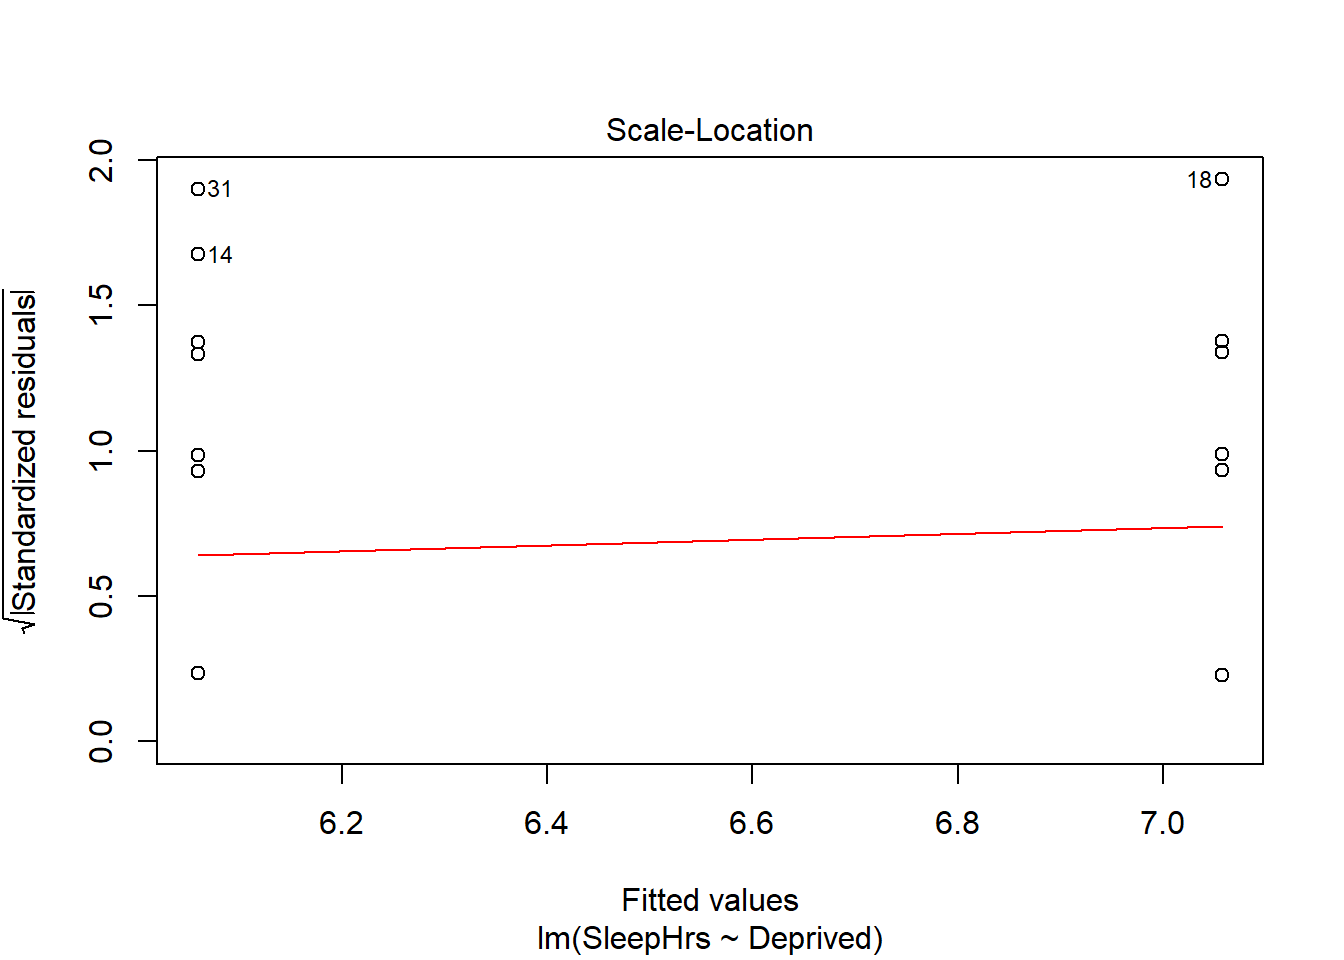 Scale-Location
√|Standardized residuals|
2.0
1.5
1.0
0.5
0.0
31
14
18
6.2 6.4 6.6 6.8 7.0
Fitted values
lm(SleepHrs ~ Deprived)